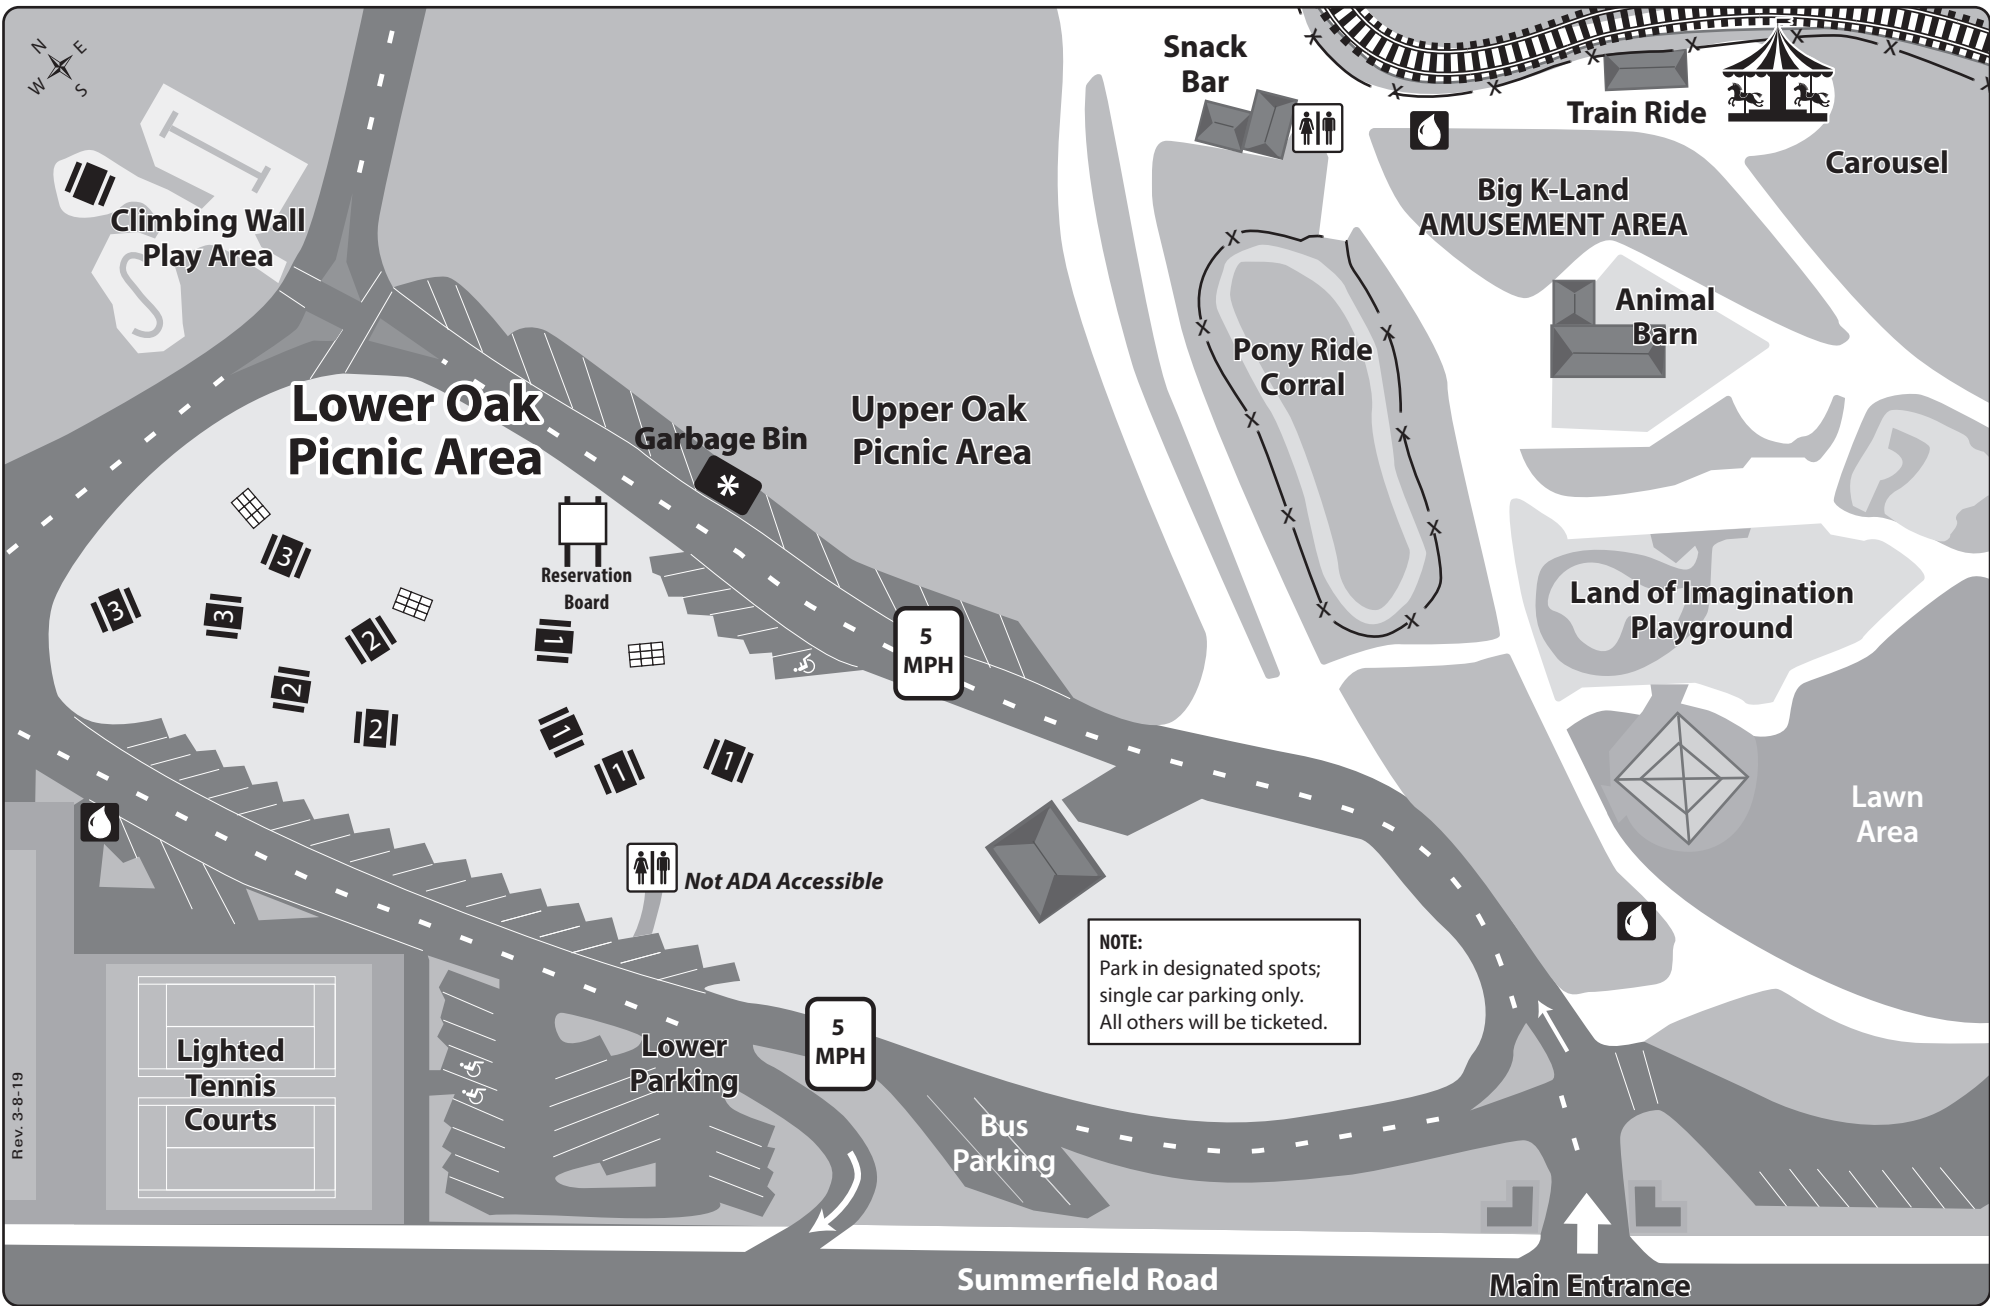 N
E
W
S
Snack
Bar
Train Ride
Carousel
Climbing Wall
Play Area
Big K-Land
AMUSEMENT AREA
Animal
Barn
Pony Ride
Corral
Lower Oak
Picnic Area
Garbage Bin
*
Upper Oak
Picnic Area
Reservation
Board
3
3
3
2
2
2
1
1
1
1
5
MPH
Land of Imagination
Playground
Lawn
Area
Not ADA Accessible
NOTE:
Park in designated spots;
single car parking only.
All others will be ticketed.
5
MPH
Lower
Parking
Lighted
Tennis
Courts
Bus
Parking
Rev. 3-8-19
Summerfield Road
Main Entrance